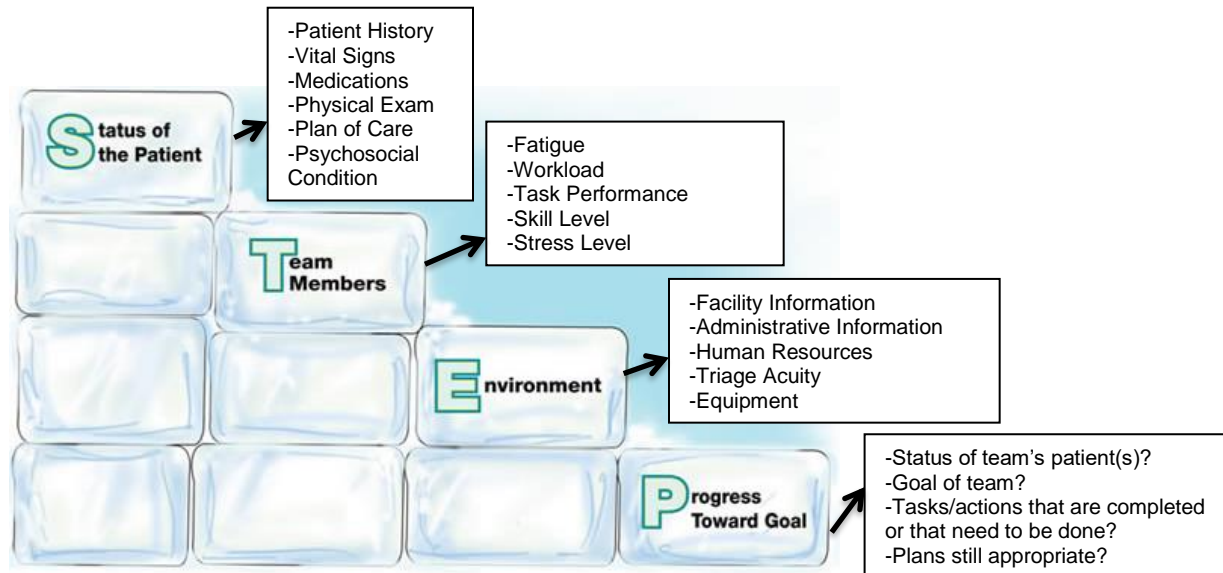 Status of
the Patient
-Patient History
-Vital Signs
-Medications
-Physical Exam
-Plan of Care
-Psychosocial
Condition
Team
Members
-Fatigue
-Workload
-Task Performance
-Skill Level
-Stress Level
Environment
-Facility Information
-Administrative Information
-Human Resources
-Triage Acuity
-Equipment
Progress
Toward Goal
-Status of team’s patient(s)?
-Goal of team?
-Tasks/actions that are completed
or that need to be done?
-Plans still appropriate?